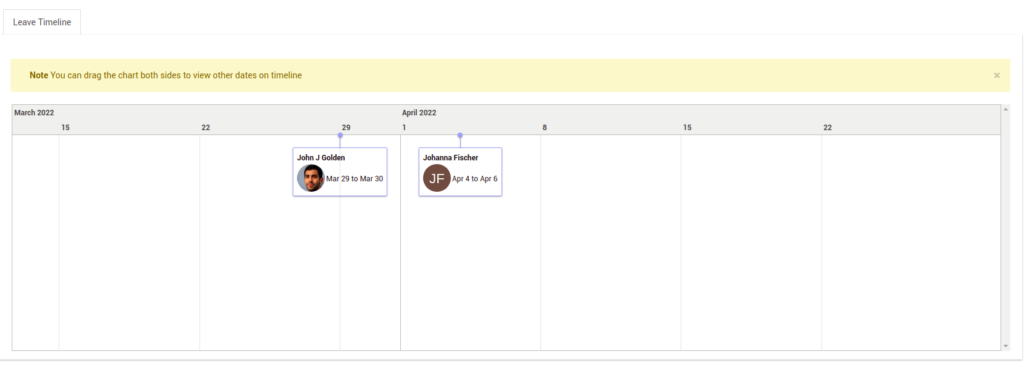 Leave Timeline
Note You can drag the chart both sides to view other dates on timeline ×
March 2022 April 2022
15 22 29 1 8 15 22
John J Golden
Mar 29 to Mar 30
Johanna Fischer
JF Apr 4 to Apr 6